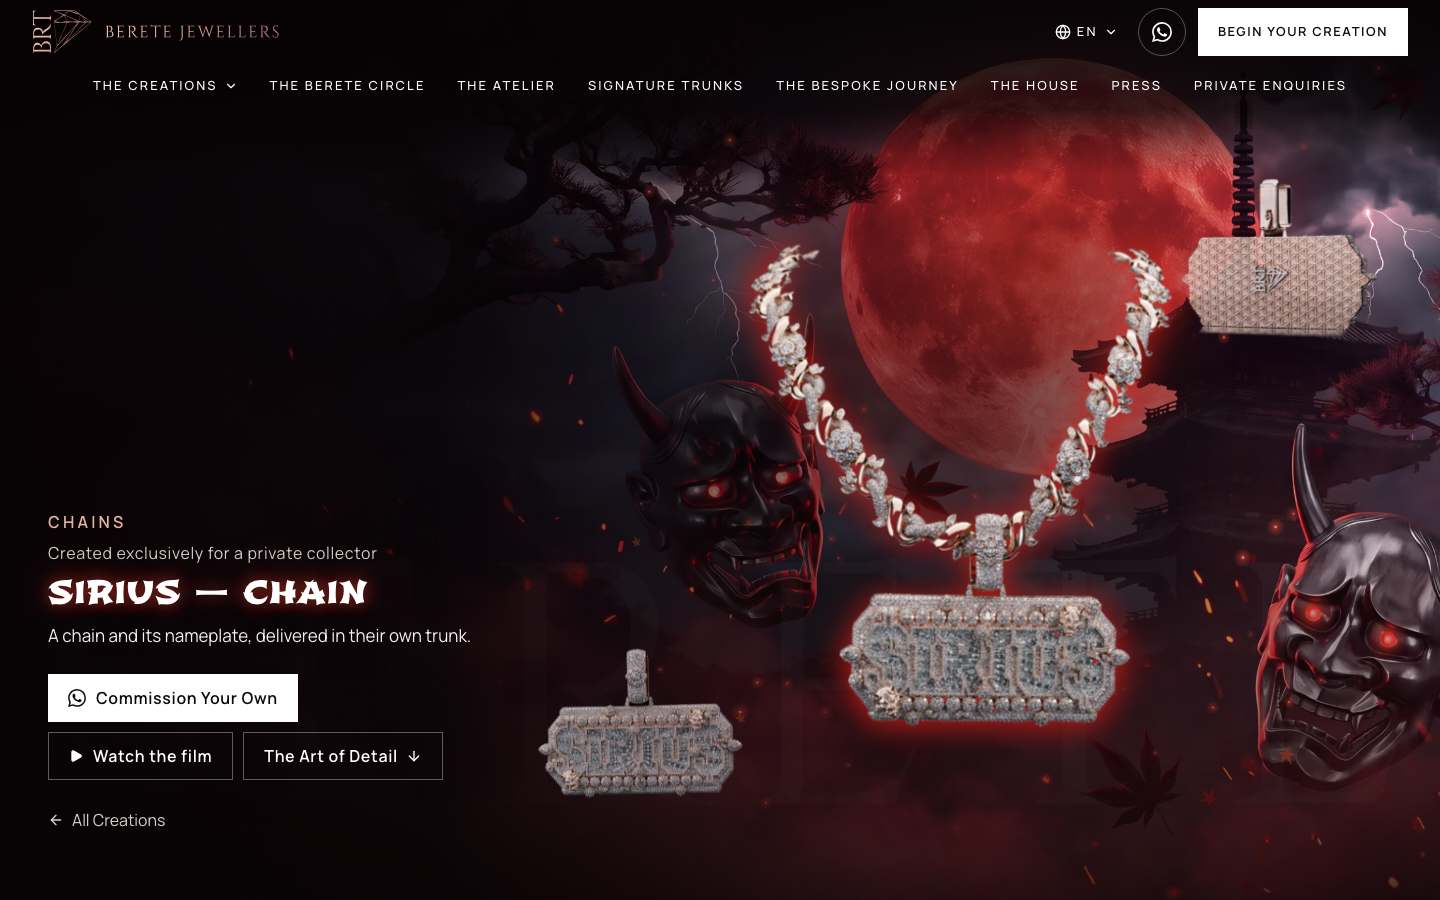 BRT BERETE JEWELLERS
EN
BEGIN YOUR CREATION
THE CREATIONS THE BERETE CIRCLE THE ATELIER SIGNATURE TRUNKS THE BESPOKE JOURNEY THE HOUSE PRESS PRIVATE ENQUIRIES
BRT
CHAINS
Created exclusively for a private collector
SIRIUS — CHAIN
A chain and its nameplate, delivered in their own trunk.
Commission Your Own
Watch the film
The Art of Detail
All Creations
SIRIUS
SIRIUS